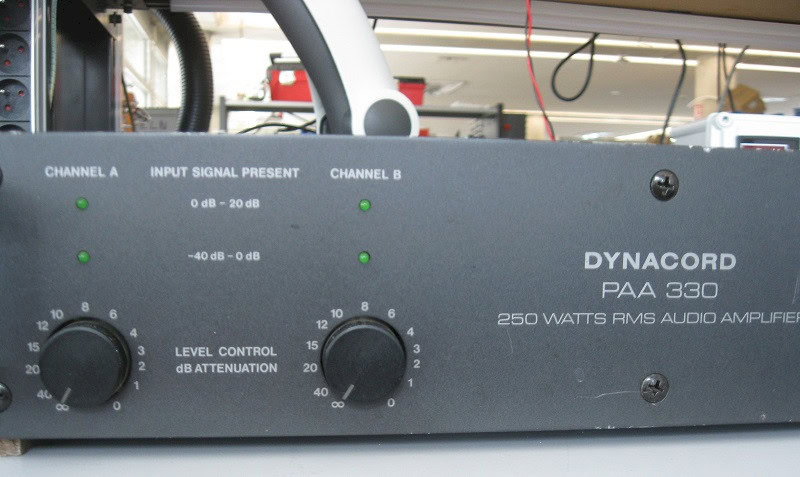 CHANNEL A
INPUT SIGNAL PRESENT
CHANNEL B
0 dB – 20 dB
–40 dB – 0 dB
DYNACORD
PAA 330
250 WATTS RMS AUDIO AMPLIFIER
8
10 6
12 4
15 3
20 2
40 1
∞ 0
LEVEL CONTROL
dB ATTENUATION
8
10 6
12 4
15 3
20 2
40 1
∞ 0